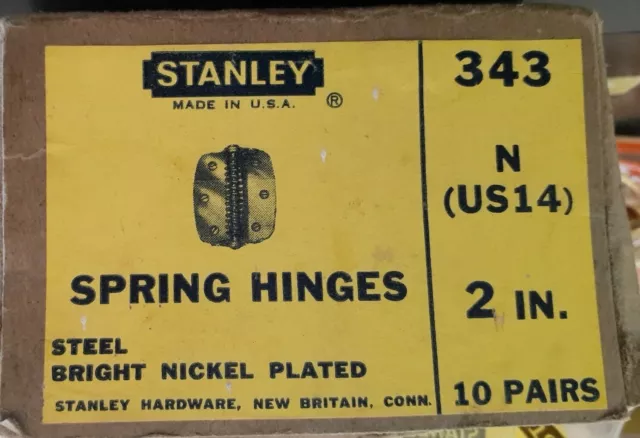 STANLEY
MADE IN U.S.A. ®
SPRING HINGES
STEEL
BRIGHT NICKEL PLATED
STANLEY HARDWARE, NEW BRITAIN, CONN.
343
N
(US14)
2 IN.
10 PAIRS